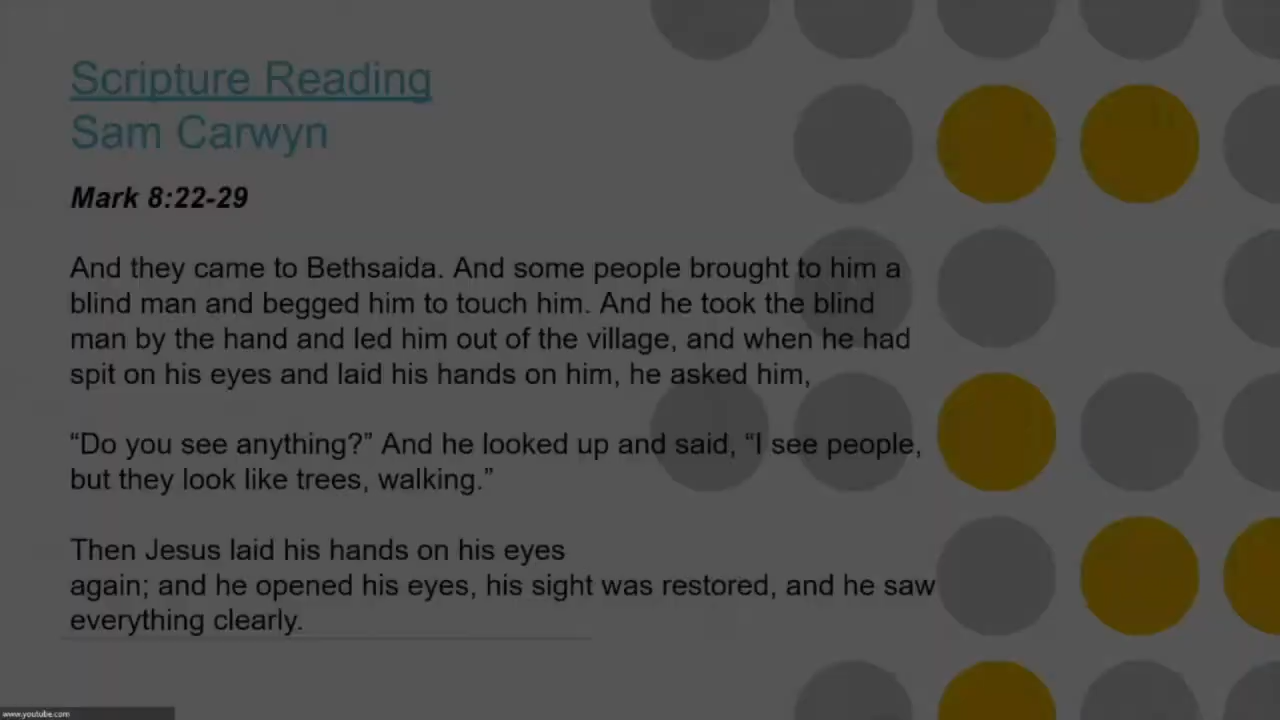 Scripture Reading
Sam Carwyn
Mark 8:22-29
And they came to Bethsaida. And some people brought to him a
blind man and begged him to touch him. And he took the blind
man by the hand and led him out of the village, and when he had
spit on his eyes and laid his hands on him, he asked him,
“Do you see anything?” And he looked up and said, “I see people,
but they look like trees, walking.”
Then Jesus laid his hands on his eyes
again; and he opened his eyes, his sight was restored, and he saw
everything clearly.
www.youtube.com